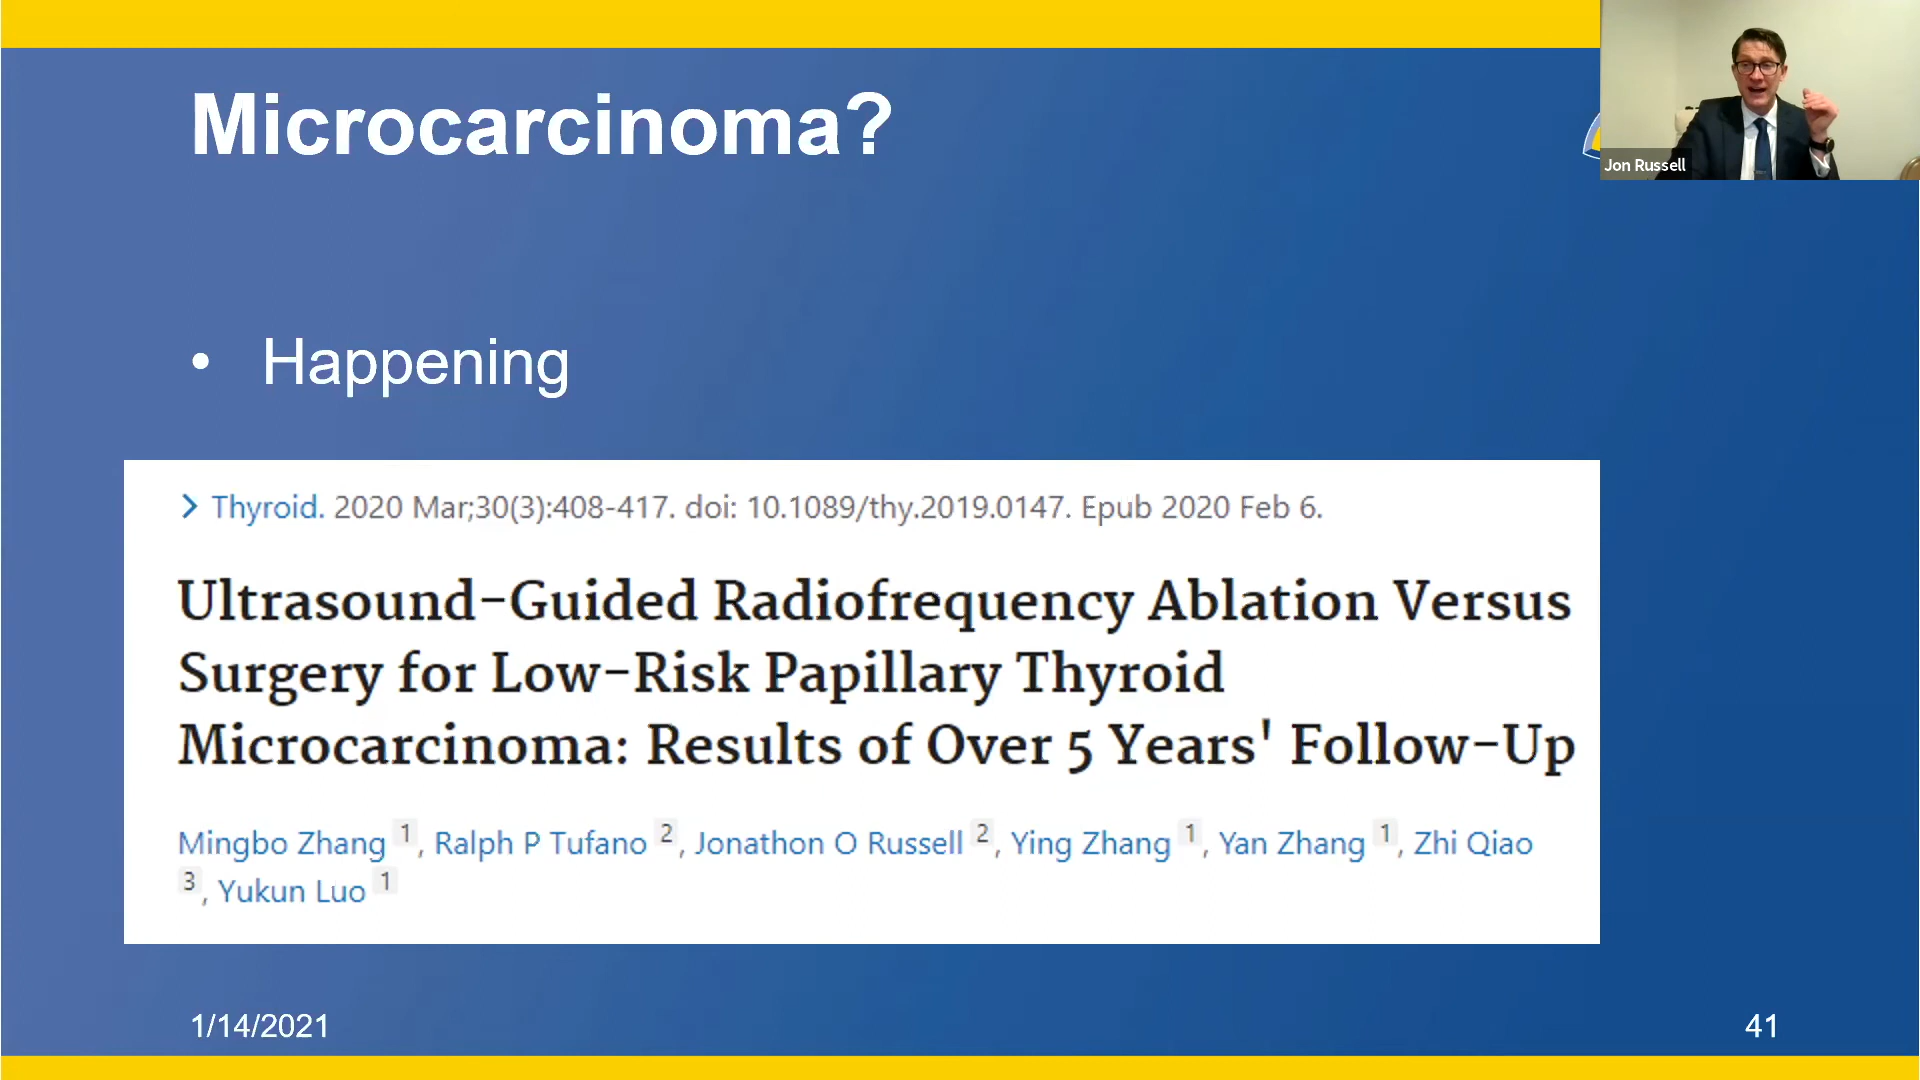 Microcarcinoma?
Jon Russell
• Happening
> Thyroid. 2020 Mar;30(3):408-417. doi: 10.1089/thy.2019.0147. Epub 2020 Feb 6.
Ultrasound-Guided Radiofrequency Ablation Versus
Surgery for Low-Risk Papillary Thyroid
Microcarcinoma: Results of Over 5 Years' Follow-Up
Mingbo Zhang 1, Ralph P Tufano 2, Jonathon O Russell 2, Ying Zhang 1, Yan Zhang 1, Zhi Qiao
3, Yukun Luo 1
1/14/2021
41